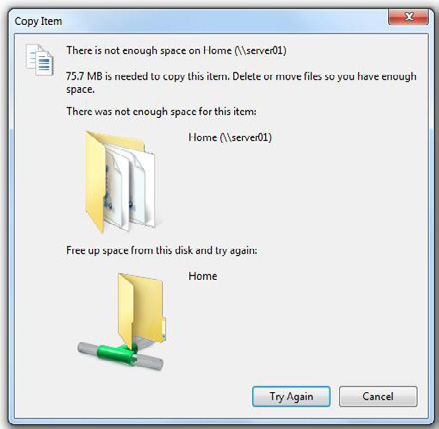 Copy Item
There is not enough space on Home (\\server01)
75.7 MB is needed to copy this item. Delete or move files so you have enough
space.
There was not enough space for this item:
Home (\\server01)
Free up space from this disk and try again:
Home
Try Again
Cancel